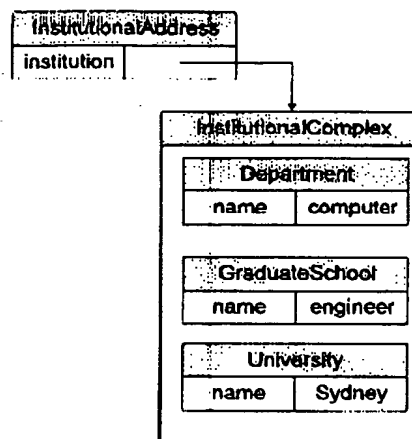 InstitutionalAddress
institution
InstitutionalComplex
Department
name computer
GraduateSchool
name engineer
University
name Sydney